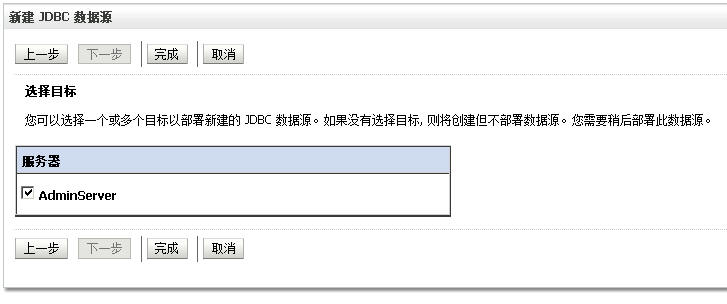 新建 JDBC 数据源
上一步 下一步 完成 取消
选择目标
您可以选择一个或多个目标以部署新建的 JDBC 数据源。如果没有选择目标, 则将创建但不部署数据源。您需要稍后部署此数据源。
服务器
AdminServer
上一步 下一步 完成 取消